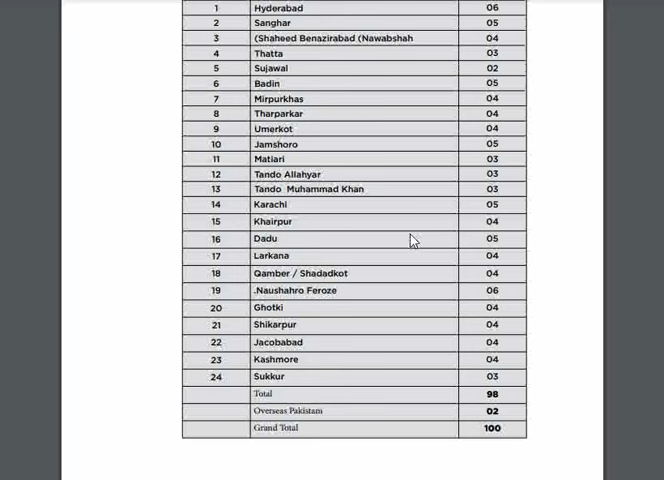 1 Hyderabad 06
2 Sanghar 05
3 (Shaheed Benazirabad (Nawabshah 04
4 Thatta 03
5 Sujawal 02
6 Badin 05
7 Mirpurkhas 04
8 Tharparkar 04
9 Umerkot 04
10 Jamshoro 05
11 Matiari 03
12 Tando Allahyar 03
13 Tando Muhammad Khan 03
14 Karachi 05
15 Khairpur 04
16 Dadu 05
17 Larkana 04
18 Qamber / Shadadkot 04
19 .Naushahro Feroze 06
20 Ghotki 04
21 Shikarpur 04
22 Jacobabad 04
23 Kashmore 04
24 Sukkur 03
Total 98
Overseas Pakistani 02
Grand Total 100